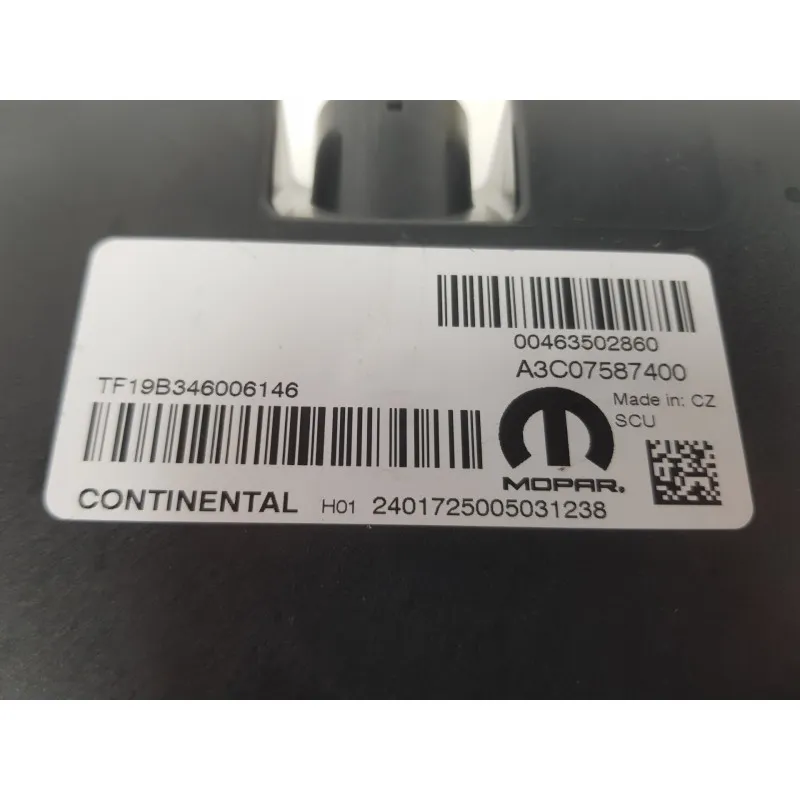 00463502860
A3C07587400
TF19B346006146
Made in: CZ
SCU
MOPAR.
CONTINENTAL H01 2401725005031238